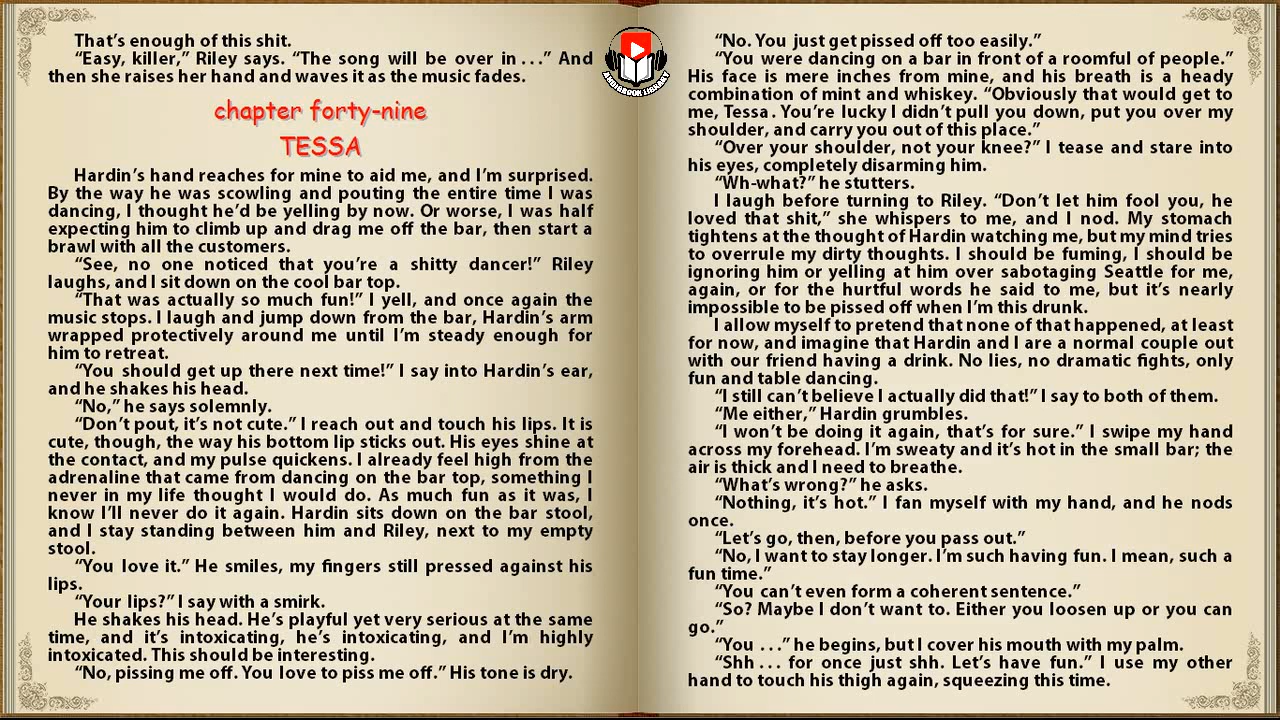 That’s enough of this shit.
“Easy, killer,” Riley says. “The song will be over in . . .” And
then she raises her hand and waves it as the music fades.
chapter forty-nine
TESSA
Hardin’s hand reaches for mine to aid me, and I’m surprised.
By the way he was scowling and pouting the entire time I was
dancing, I thought he’d be yelling by now. Or worse, I was half
expecting him to climb up and drag me off the bar, then start a
brawl with all the customers.
“See, no one noticed that you’re a shitty dancer!” Riley
laughs, and I sit down on the cool bar top.
“That was actually so much fun!” I yell, and once again the
music stops. I laugh and jump down from the bar, Hardin’s arm
wrapped protectively around me until I’m steady enough for
him to retreat.
“You should get up there next time!” I say into Hardin’s ear,
and he shakes his head.
“No,” he says solemnly.
“Don’t pout, it’s not cute.” I reach out and touch his lips. It is
cute, though, the way his bottom lip sticks out. His eyes shine at
the contact, and my pulse quickens. I already feel high from the
adrenaline that came from dancing on the bar top, something I
never in my life thought I would do. As much fun as it was, I
know I’ll never do it again. Hardin sits down on the bar stool,
and I stay standing between him and Riley, next to my empty
stool.
“You love it.” He smiles, my fingers still pressed against his
lips.
“Your lips?” I say with a smirk.
He shakes his head. He’s playful yet very serious at the same
time, and it’s intoxicating, he’s intoxicating, and I’m highly
intoxicated. This should be interesting.
“No, pissing me off. You love to piss me off.” His tone is dry.
AUDIOBOOK LIBRARY
“No. You just get pissed off too easily.”
“You were dancing on a bar in front of a roomful of people.”
His face is mere inches from mine, and his breath is a heady
combination of mint and whiskey. “Obviously that would get to
me, Tessa. You’re lucky I didn’t pull you down, put you over my
shoulder, and carry you out of this place.”
“Over your shoulder, not your knee?” I tease and stare into
his eyes, completely disarming him.
“Wh-what?” he stutters.
I laugh before turning to Riley. “Don’t let him fool you, he
loved that shit,” she whispers to me, and I nod. My stomach
tightens at the thought of Hardin watching me, but my mind tries
to overrule my dirty thoughts. I should be fuming, I should be
ignoring him or yelling at him over sabotaging Seattle for me,
again, or for the hurtful words he said to me, but it’s nearly
impossible to be pissed off when I’m this drunk.
I allow myself to pretend that none of that happened, at least
for now, and imagine that Hardin and I are a normal couple out
with our friend having a drink. No lies, no dramatic fights, only
fun and table dancing.
“I still can’t believe I actually did that!” I say to both of them.
“Me either,” Hardin grumbles.
“I won’t be doing it again, that’s for sure.” I swipe my hand
across my forehead. I’m sweaty and it’s hot in the small bar; the
air is thick and I need to breathe.
“What’s wrong?” he asks.
“Nothing, it’s hot.” I fan myself with my hand, and he nods
once.
“Let’s go, then, before you pass out.”
“No, I want to stay longer. I’m such having fun. I mean, such a
fun time.”
“You can’t even form a coherent sentence.”
“So? Maybe I don’t want to. Either you loosen up or you can
go.”
“You . . .” he begins, but I cover his mouth with my palm.
“Shh . . . for once just shh. Let’s have fun.” I use my other
hand to touch his thigh again, squeezing this time.